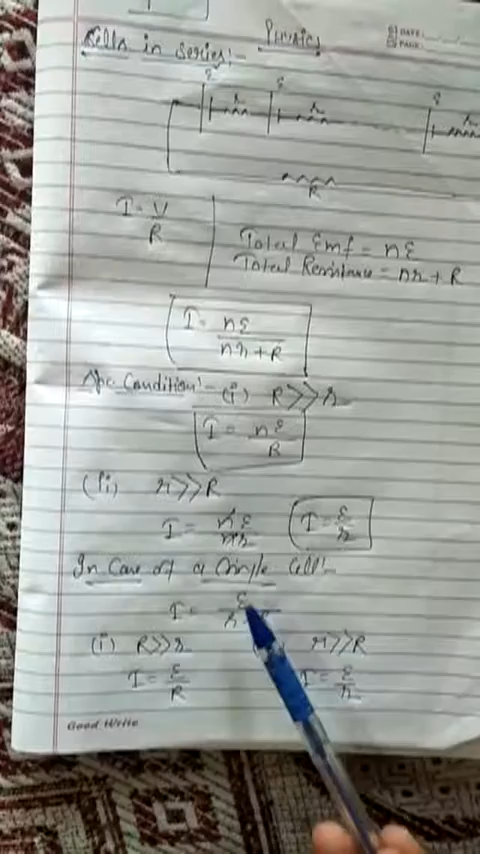 Physics
DATE:
PAGE:
Cells in series:-
ε ε ε
r r r
R
I = V/R
Total Emf = nε
Total Resistance = nr + R
I = nε/nr+R
Spe Condition:- (i) R>>r
I = nε/R
(ii) r>>R
I = nε/nr I = ε/r
In Case of a Single Cell:-
I = ε/r
(i) R>>r r>>R
I = ε/R I = ε/r
Good Write